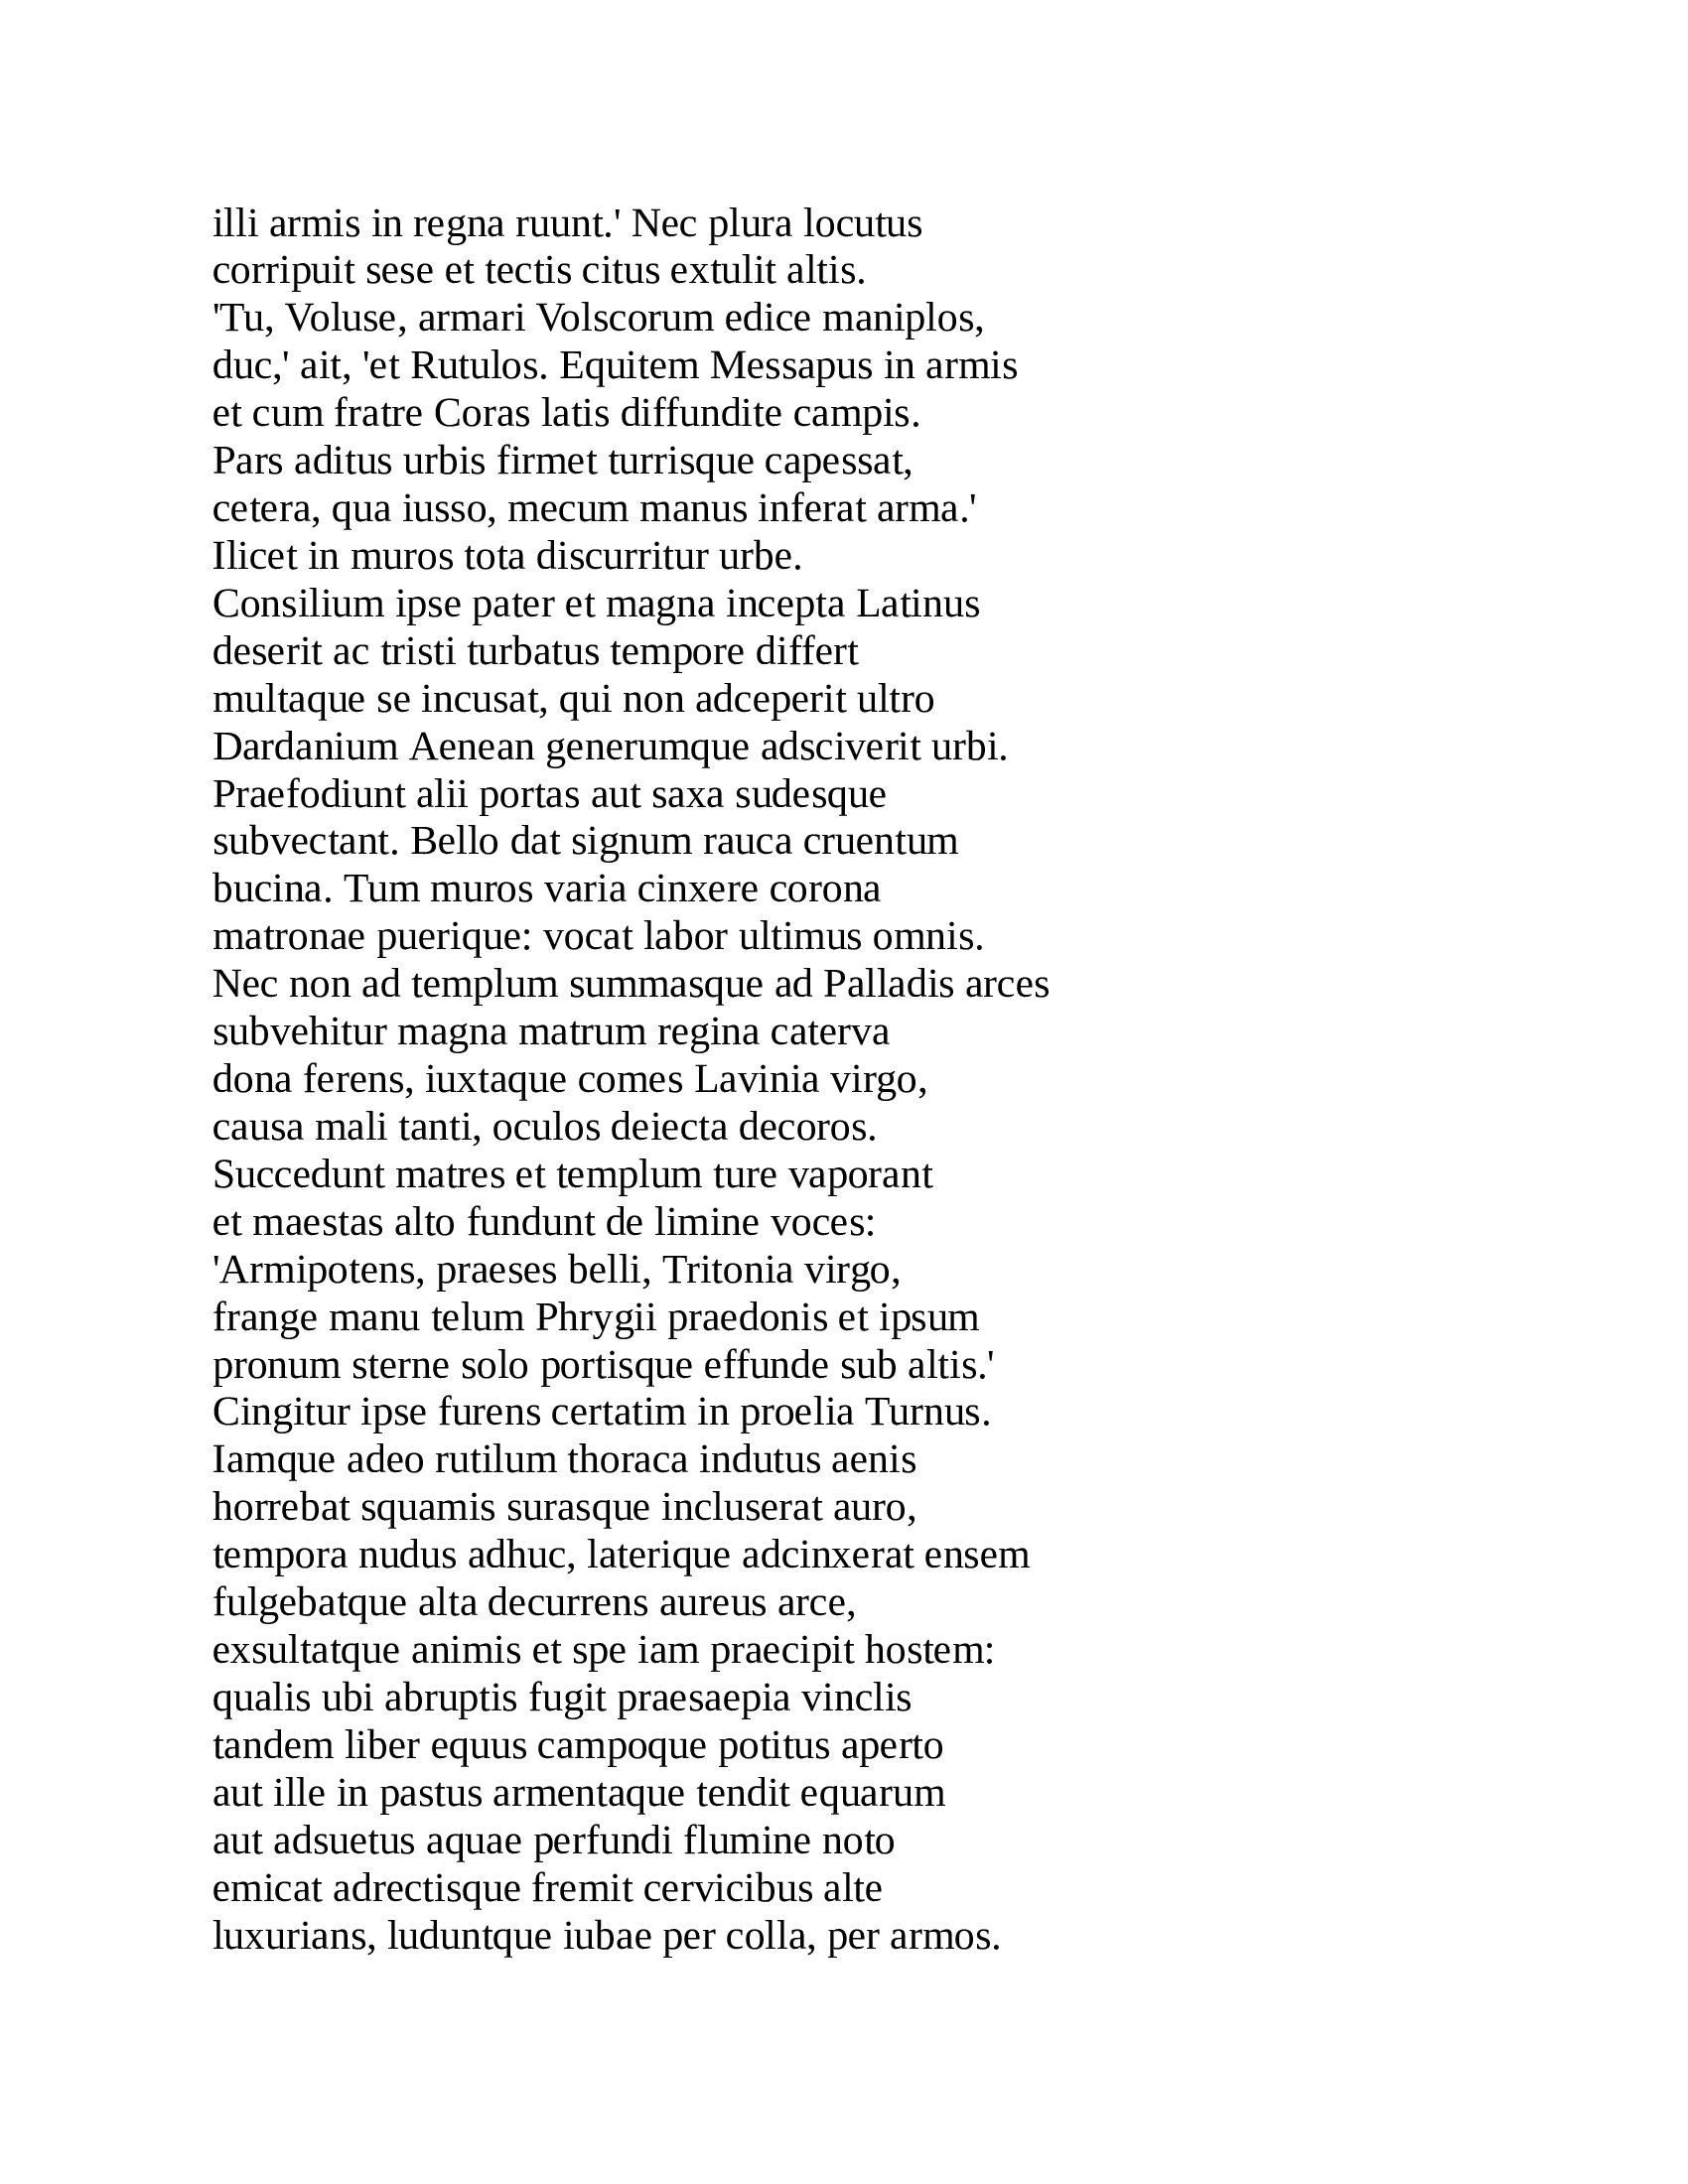 illi armis in regna ruunt.' Nec plura locutus
corripuit sese et tectis citus extulit altis.
'Tu, Voluse, armari Volscorum edice maniplos,
duc,' ait, 'et Rutulos. Equitem Messapus in armis
et cum fratre Coras latis diffundite campis.
Pars aditus urbis firmet turrisque capessat,
cetera, qua iusso, mecum manus inferat arma.'
Ilicet in muros tota discurritur urbe.
Consilium ipse pater et magna incepta Latinus
deserit ac tristi turbatus tempore differt
multaque se incusat, qui non adceperit ultro
Dardanium Aenean generumque adsciverit urbi.
Praefodiunt alii portas aut saxa sudesque
subvectant. Bello dat signum rauca cruentum
bucina. Tum muros varia cinxere corona
matronae puerique: vocat labor ultimus omnis.
Nec non ad templum summasque ad Palladis arces
subvehitur magna matrum regina caterva
dona ferens, iuxtaque comes Lavinia virgo,
causa mali tanti, oculos deiecta decoros.
Succedunt matres et templum ture vaporant
et maestas alto fundunt de limine voces:
'Armipotens, praeses belli, Tritonia virgo,
frange manu telum Phrygii praedonis et ipsum
pronum sterne solo portisque effunde sub altis.'
Cingitur ipse furens certatim in proelia Turnus.
Iamque adeo rutilum thoraca indutus aenis
horrebat squamis surasque incluserat auro,
tempora nudus adhuc, laterique adcinxerat ensem
fulgebatque alta decurrens aureus arce,
exsultatque animis et spe iam praecipit hostem:
qualis ubi abruptis fugit praesaepia vinclis
tandem liber equus campoque potitus aperto
aut ille in pastus armentaque tendit equarum
aut adsuetus aquae perfundi flumine noto
emicat adrectisque fremit cervicibus alte
luxurians, luduntque iubae per colla, per armos.